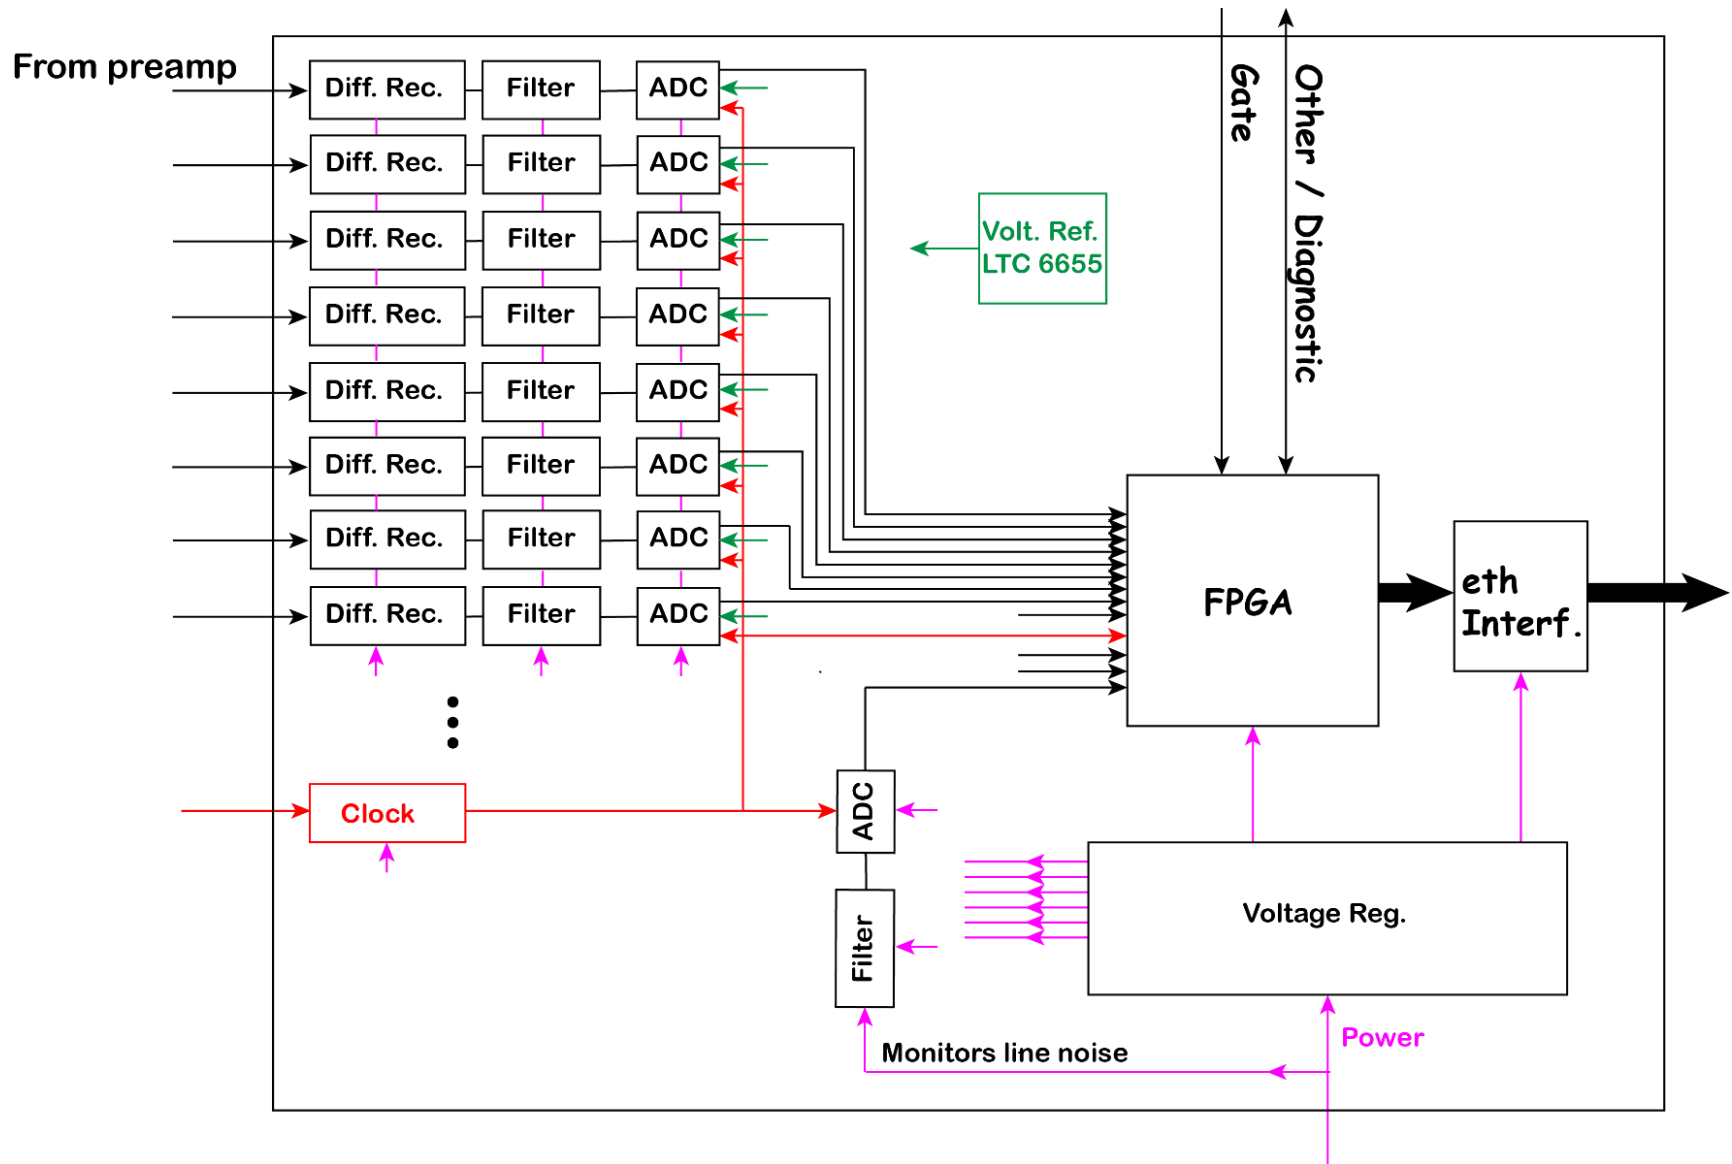 From preamp
Diff. Rec.
Filter
ADC
Diff. Rec.
Filter
ADC
Diff. Rec.
Filter
ADC
Diff. Rec.
Filter
ADC
Diff. Rec.
Filter
ADC
Diff. Rec.
Filter
ADC
Diff. Rec.
Filter
ADC
Diff. Rec.
Filter
ADC
Gate
Other / Diagnostic
Volt. Ref.
LTC 6655
FPGA
eth
Interf.
Clock
ADC
Filter
Voltage Reg.
Power
Monitors line noise